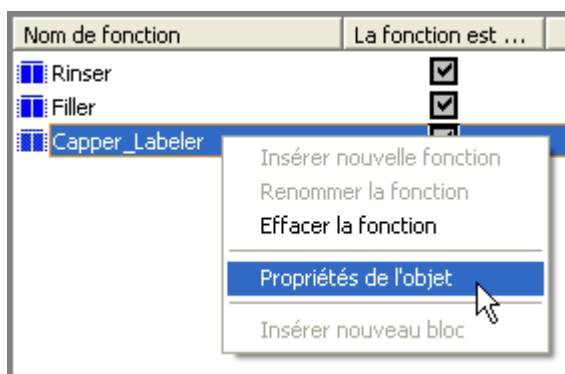 Nom de fonction La fonction est ...
Rinser
Filler
Capper_Labeler
Insérer nouvelle fonction
Renommer la fonction
Effacer la fonction
Propriétés de l'objet
Insérer nouveau bloc